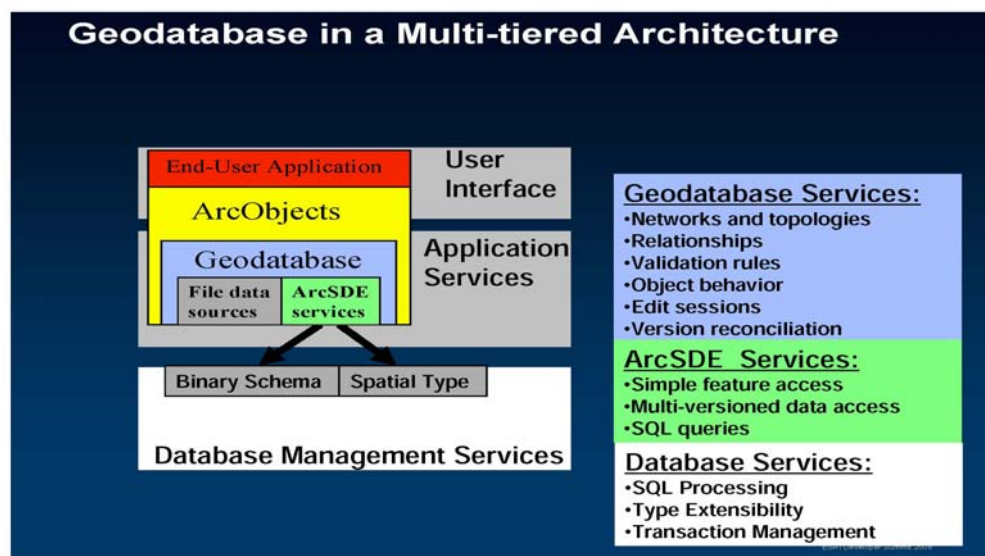 Geodatabase in a Multi-tiered Architecture
End-User Application
ArcObjects
Geodatabase
File data
sources
ArcSDE
services
User
Interface
Application
Services
Binary Schema
Spatial Type
Database Management Services
Geodatabase Services:
•Networks and topologies
•Relationships
•Validation rules
•Object behavior
•Edit sessions
•Version reconciliation
ArcSDE Services:
•Simple feature access
•Multi-versioned data access
•SQL queries
Database Services:
•SQL Processing
•Type Extensibility
•Transaction Management